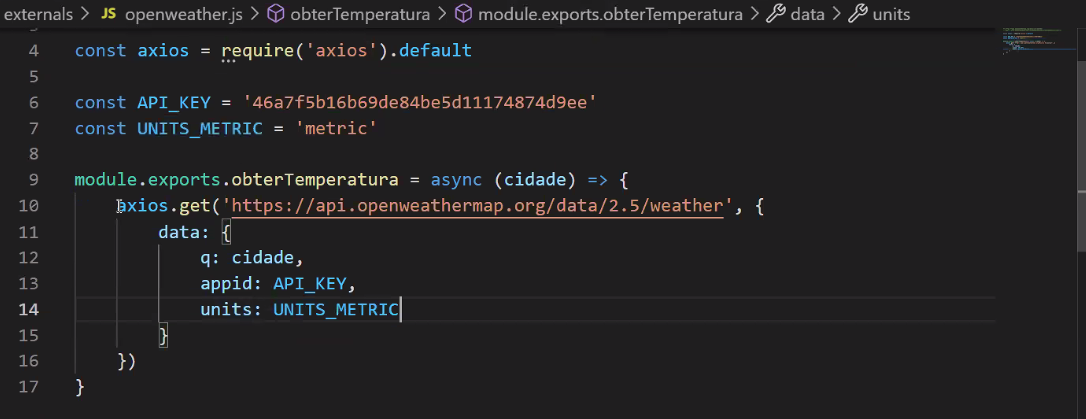 externals > JS openweather.js > obterTemperatura > module.exports.obterTemperatura > data > units
4 const axios = require('axios').default
5
6 const API_KEY = '46a7f5b16b69de84be5d11174874d9ee'
7 const UNITS_METRIC = 'metric'
8
9 module.exports.obterTemperatura = async (cidade) => {
10 axios.get('https://api.openweathermap.org/data/2.5/weather', {
11 data: {
12 q: cidade,
13 appid: API_KEY,
14 units: UNITS_METRIC
15 }
16 })
17 }